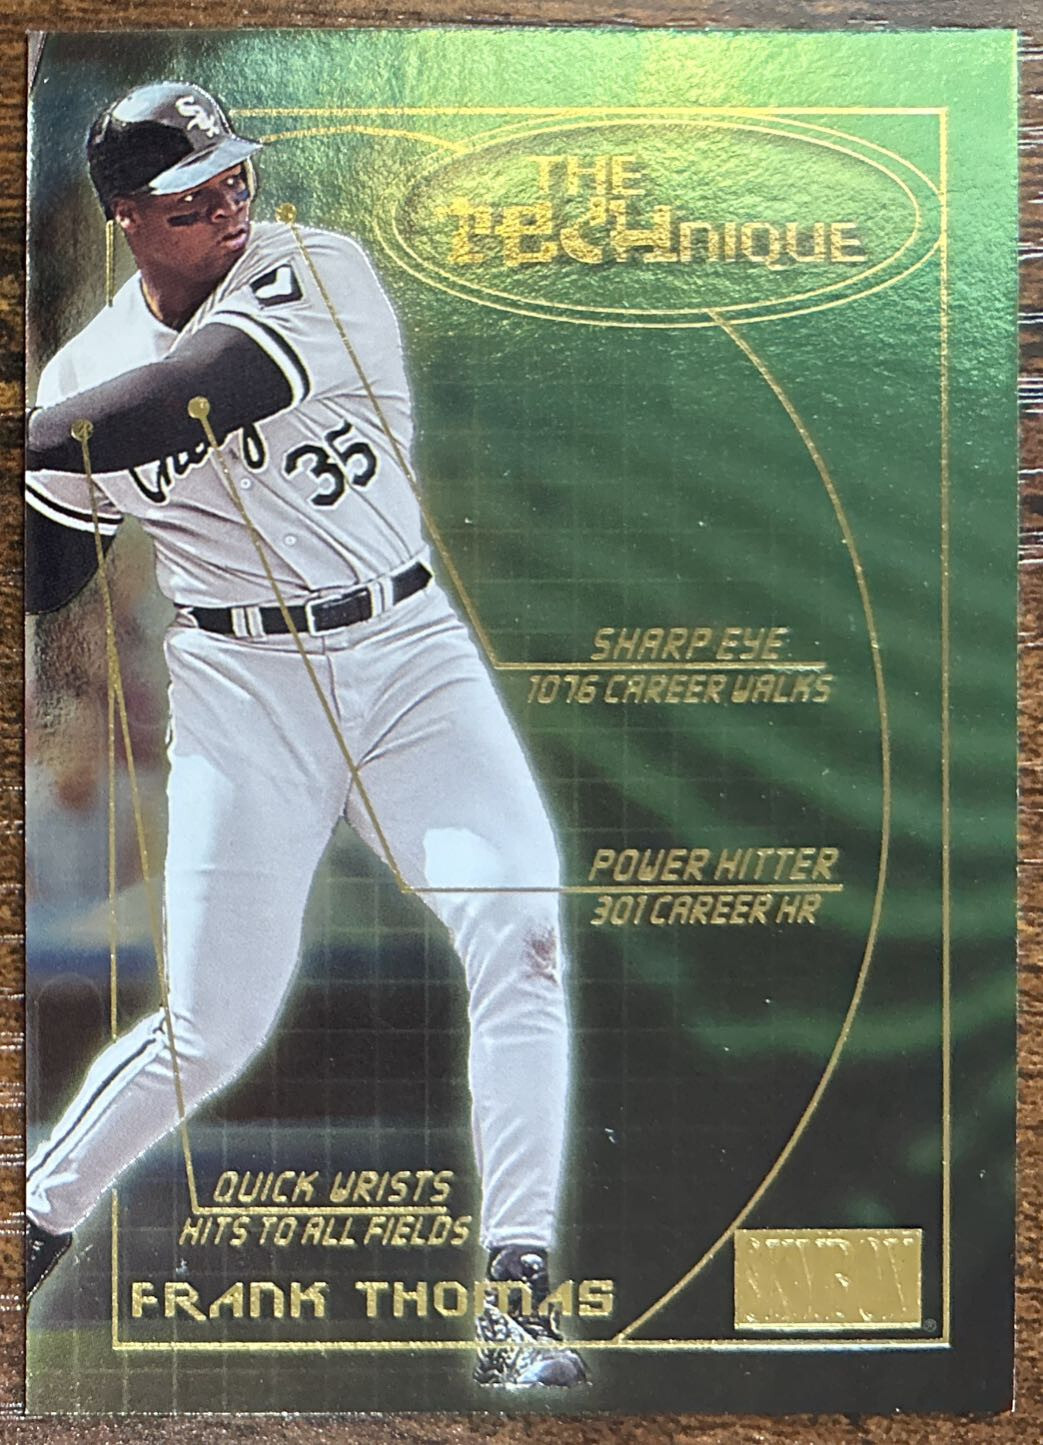 Sox
THE
TECHNIQUE
35
SHARP EYE
1076 CAREER WALKS
POWER HITTER
301 CAREER HR
QUICK WRISTS
HITS TO ALL FIELDS
FRANK THOMAS
SKYBOX
®